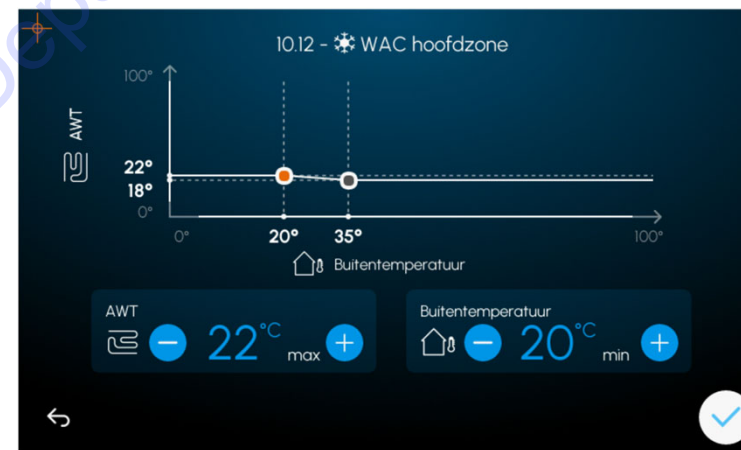 10.12 - WAC hoofdzone
100°
AWT
22°
18°
0°
0°
20°
35°
100°
Buitentemperatuur
AWT
22°C max
Buitentemperatuur
20°C min